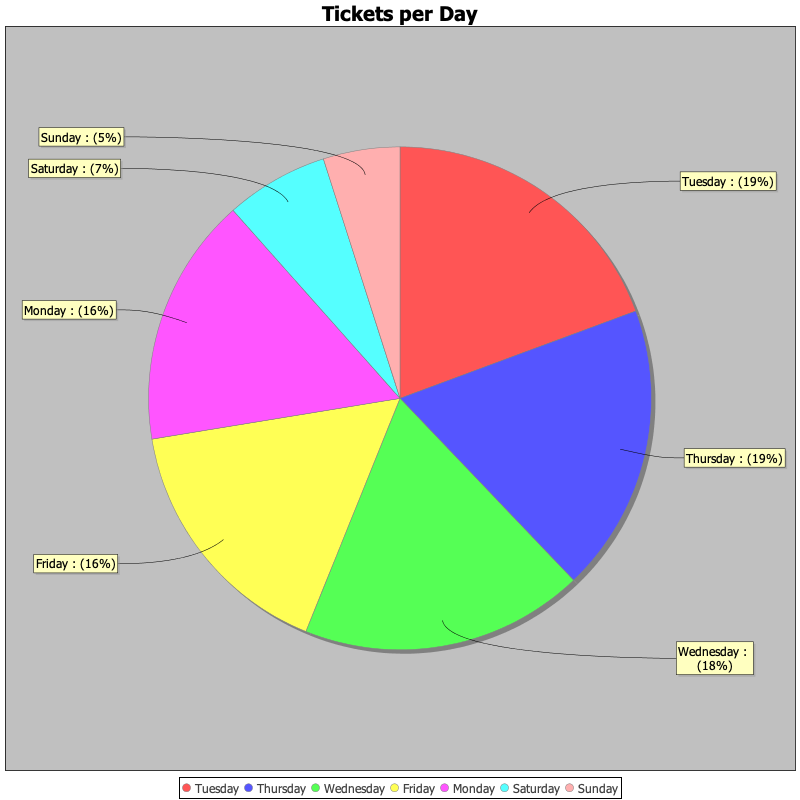 Tickets per Day
Sunday : (5%)
Saturday : (7%)
Tuesday : (19%)
Monday : (16%)
Thursday : (19%)
Friday : (16%)
Wednesday :
(18%)
Tuesday Thursday Wednesday Friday Monday Saturday Sunday